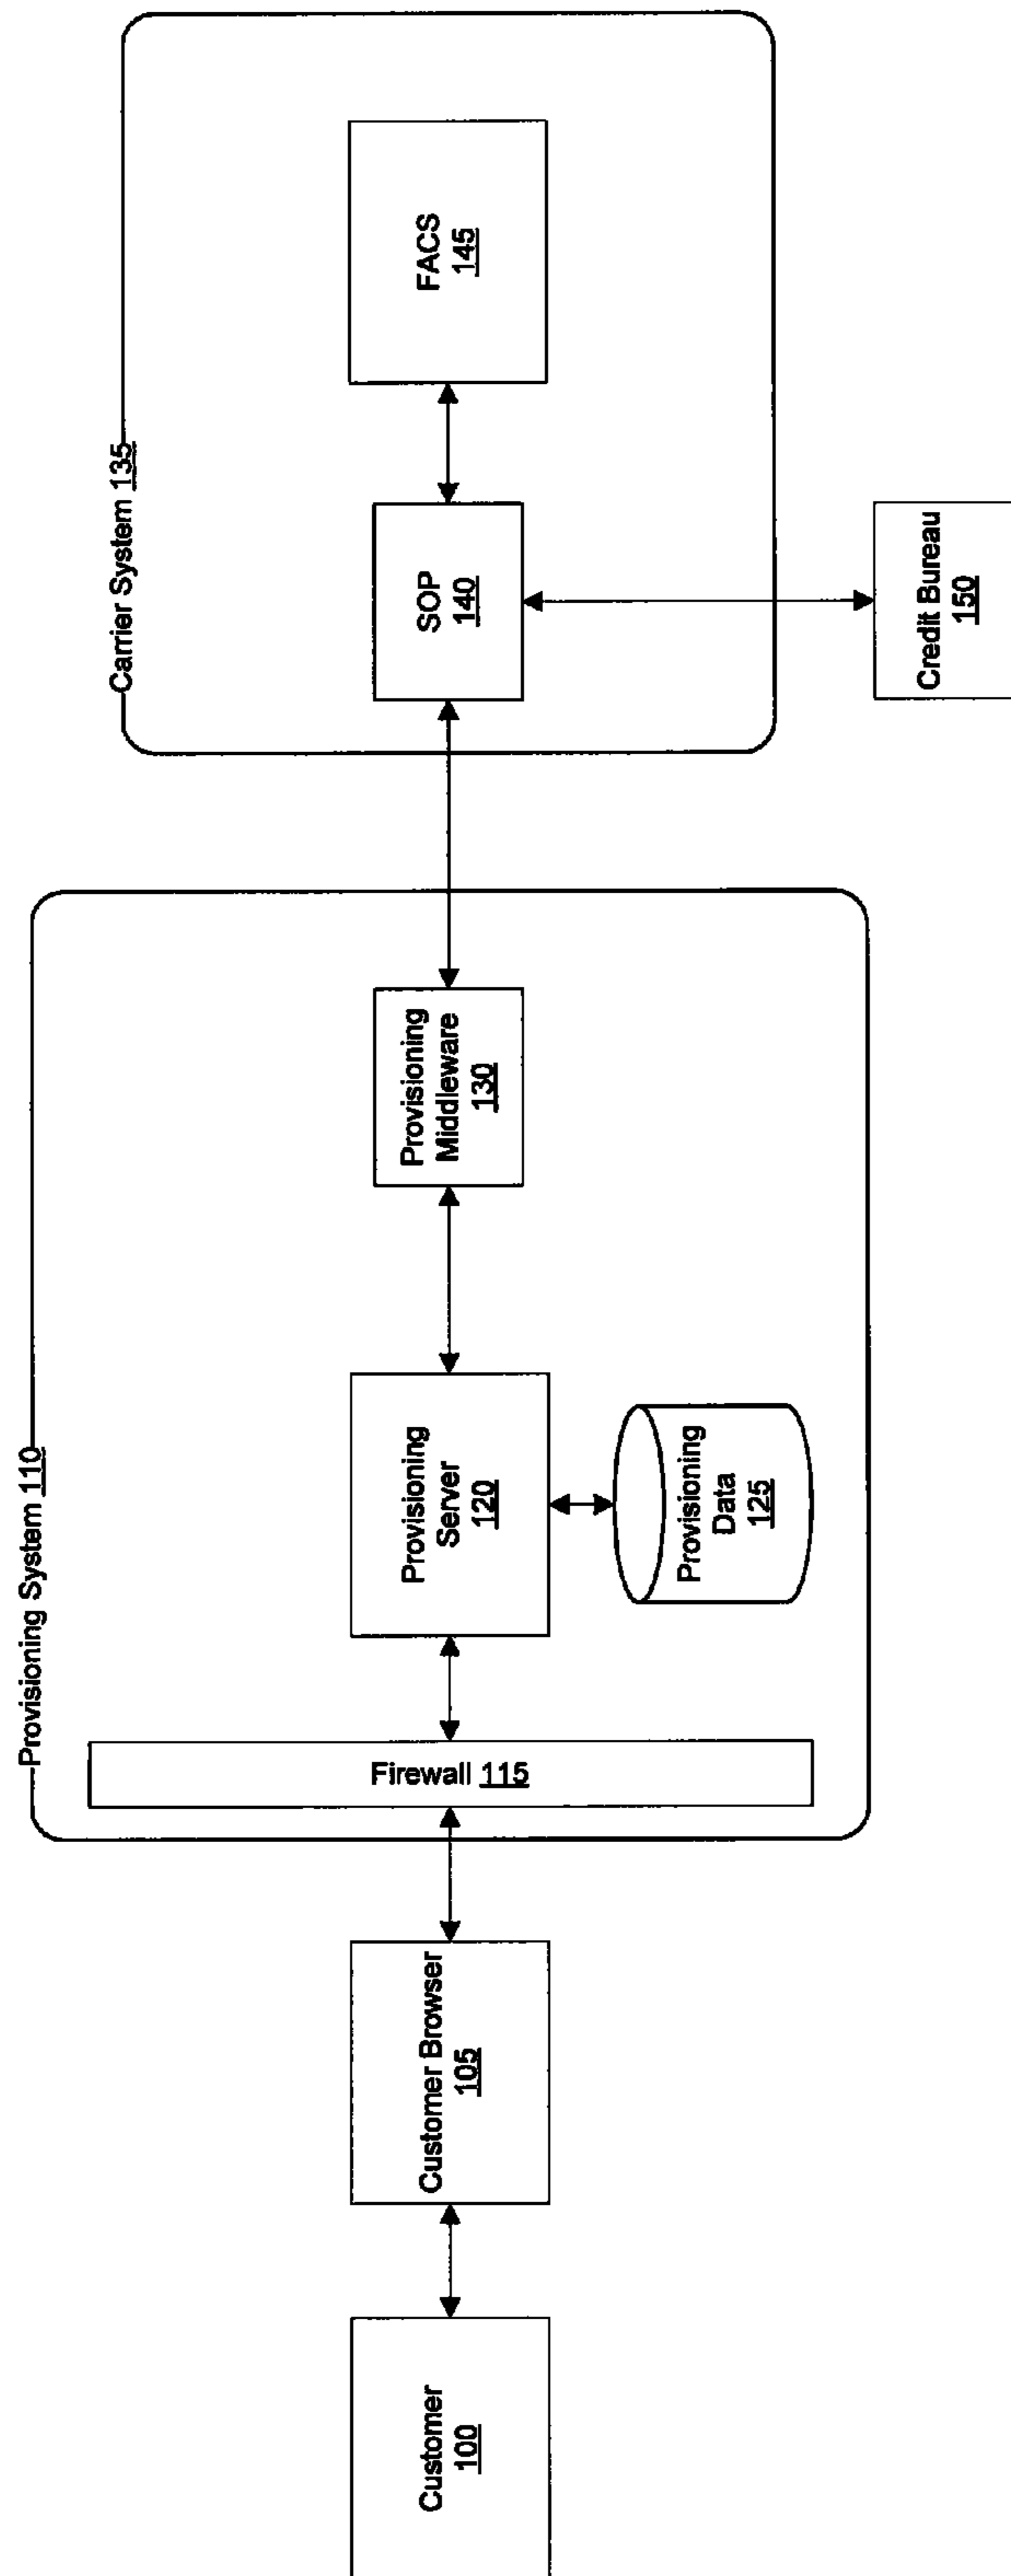 Customer
100
Customer Browser
105
Provisioning System 110
Firewall 115
Provisioning
Server
120
Provisioning
Data
125
Provisioning
Middleware
130
Carrier System 135
SOP
140
FACS
145
Credit Bureau
150